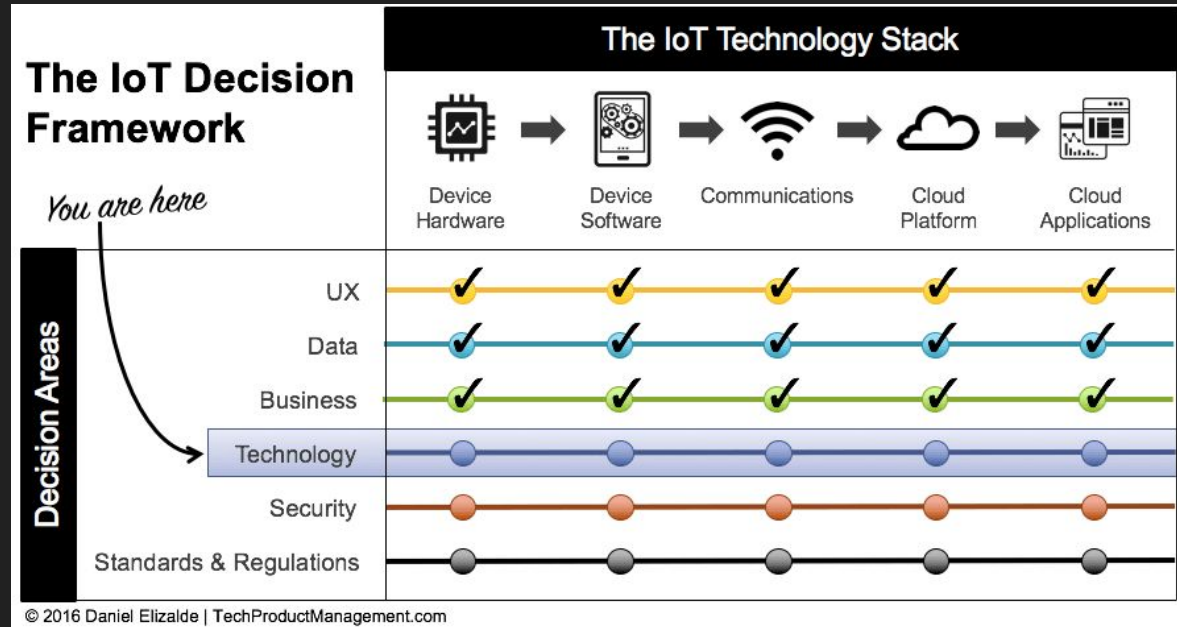 The IoT Decision
Framework
The IoT Technology Stack
You are here
Device
Hardware
Device
Software
Communications
Cloud
Platform
Cloud
Applications
Decision Areas
UX
Data
Business
Technology
Security
Standards & Regulations
© 2016 Daniel Elizalde | TechProductManagement.com